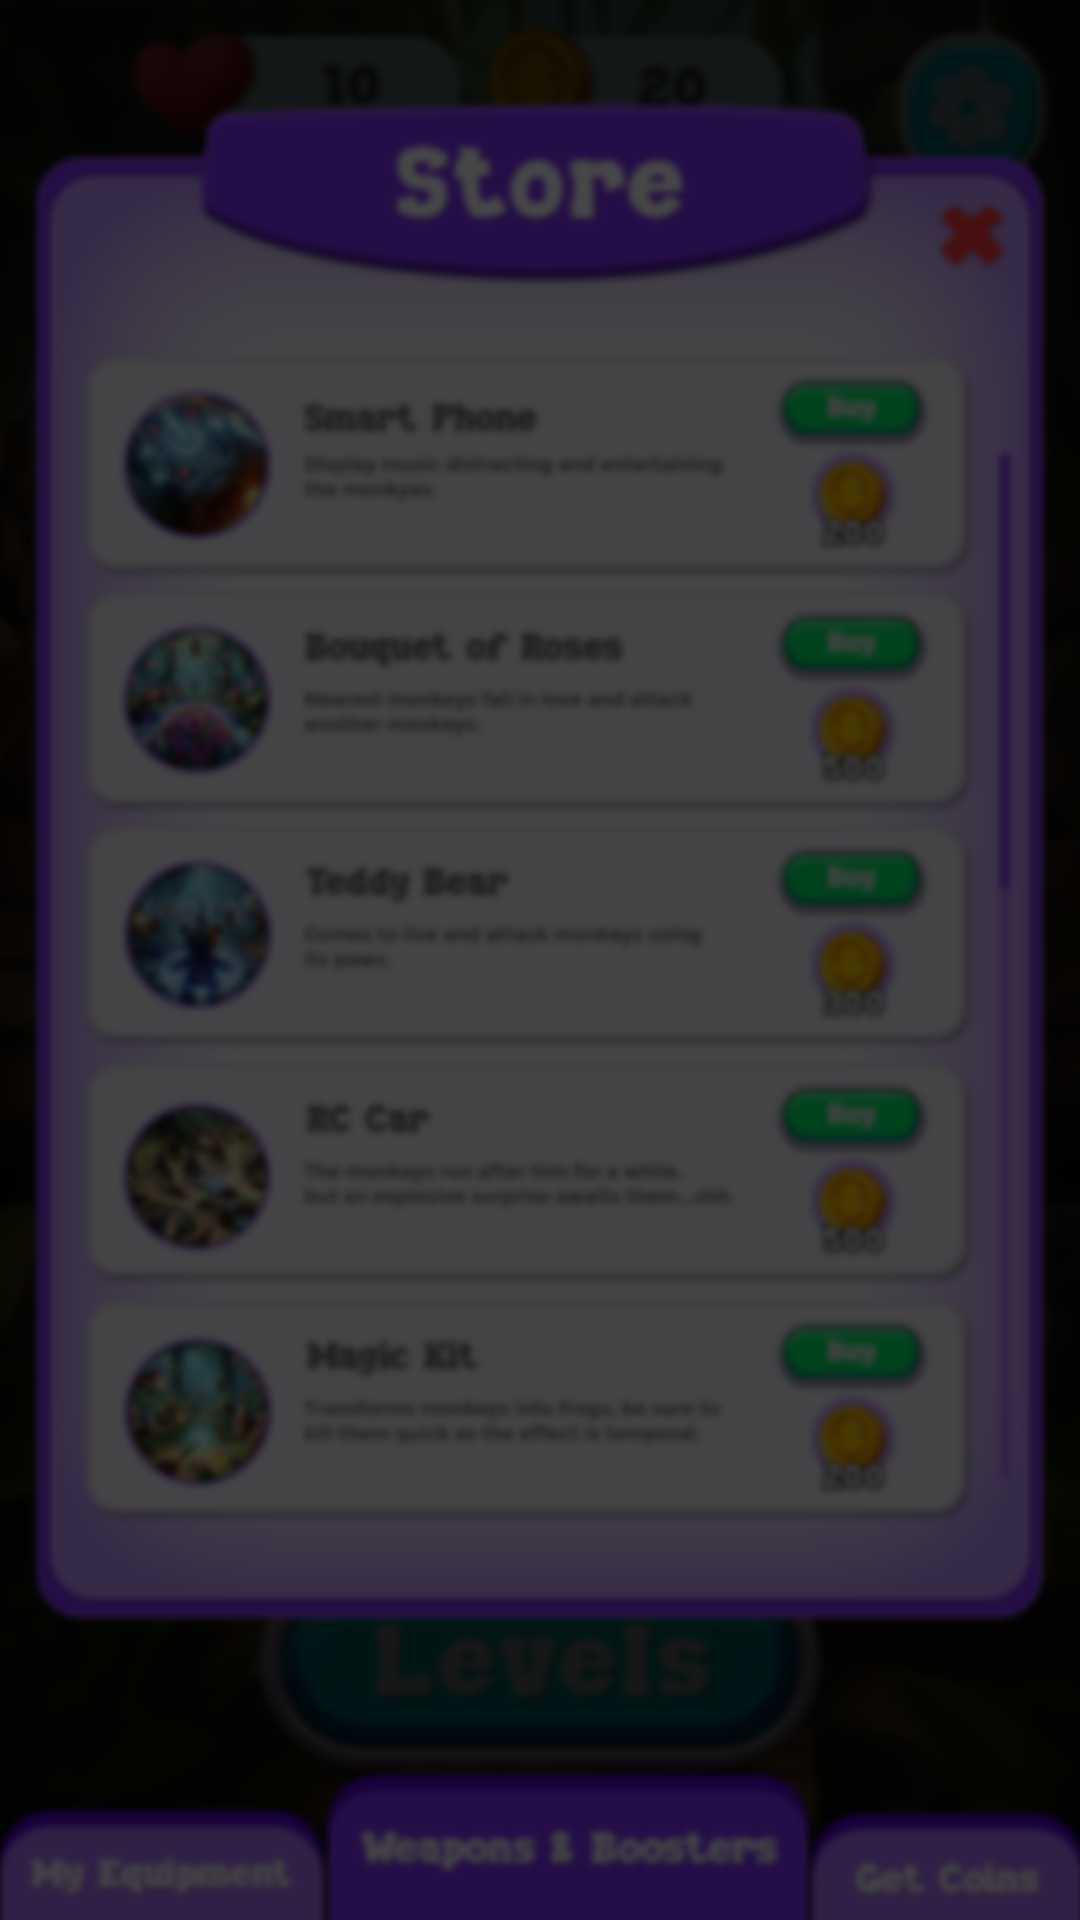 10
20
Store
Smart Phone
Buy
Display music distracting and entertaining
the monkyes.
200
Bouquet of Roses
Buy
Nearest monkeys fall in love and attack
another monkeys.
500
Teddy Bear
Buy
Comes to live and attack monkeys using
its paws.
300
RC Car
Buy
The monkeys run after him for a while,
but an explosive surprise awaits them...shh.
500
Magic Kit
Buy
Transforms monkeys into frogs, be sure to
kill them quick as the effect is temporal.
200
Levels
My Equipment
Weapons & Boosters
Get Coins